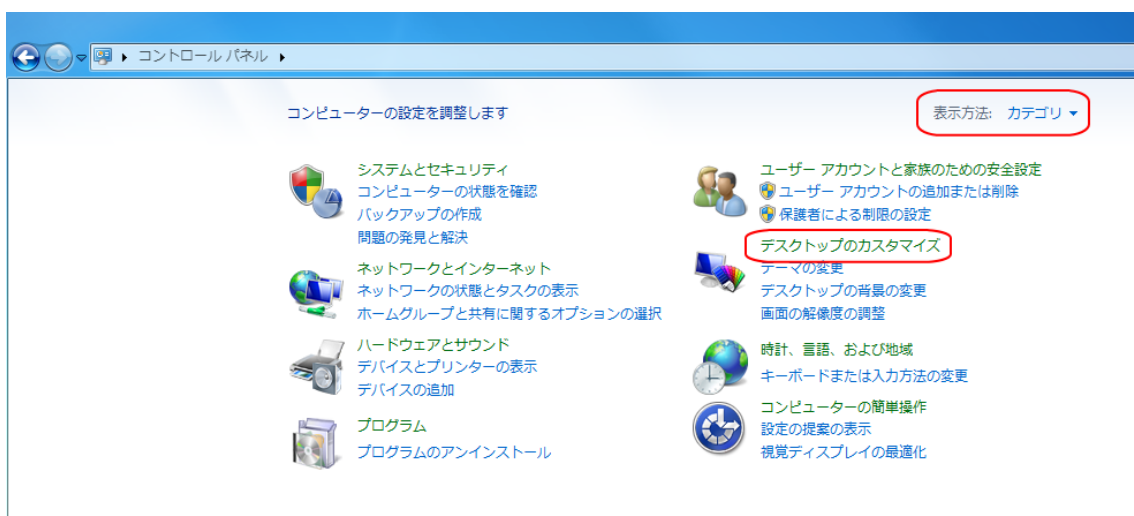 コントロール パネル
コンピューターの設定を調整します
表示方法: カテゴリ
システムとセキュリティ
コンピューターの状態を確認
バックアップの作成
問題の発見と解決
ネットワークとインターネット
ネットワークの状態とタスクの表示
ホームグループと共有に関するオプションの選択
ハードウェアとサウンド
デバイスとプリンターの表示
デバイスの追加
プログラム
プログラムのアンインストール
ユーザー アカウントと家族のための安全設定
ユーザー アカウントの追加または削除
保護者による制限の設定
デスクトップのカスタマイズ
テーマの変更
デスクトップの背景の変更
画面の解像度の調整
時計、言語、および地域
キーボードまたは入力方法の変更
コンピューターの簡単操作
設定の提案の表示
視覚ディスプレイの最適化